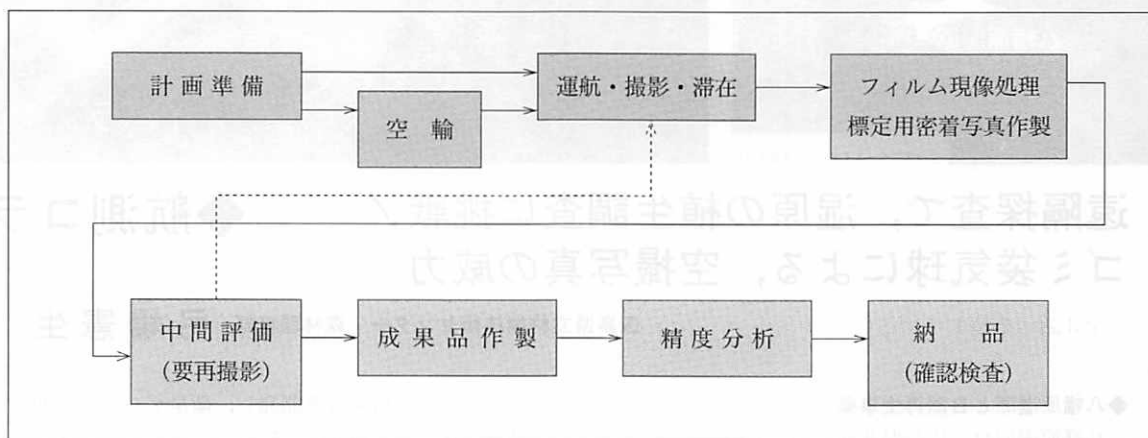 計画準備
空輸
運航・撮影・滞在
フィルム現像処理
標定用密着写真作製
中間評価
（要再撮影）
成果品作製
精度分析
納品
（確認検査）